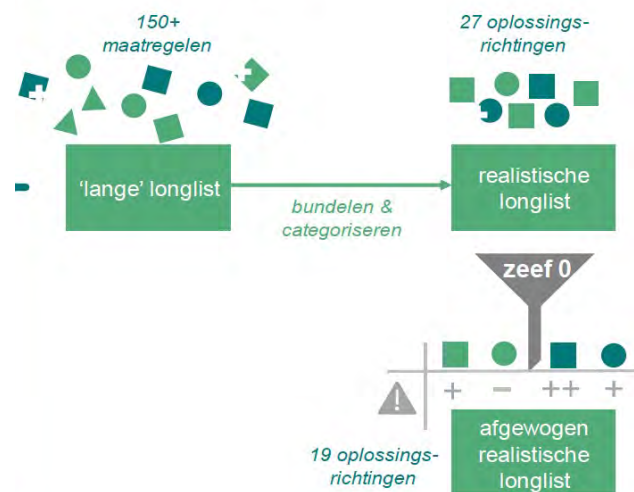 150+
maatregelen
27 oplossings-
richtingen
'lange' longlist
bundelen &
categoriseren
realistische
longlist
zeef 0
+ − ++ +
!
19 oplossings-
richtingen
afgewogen
realistische
longlist